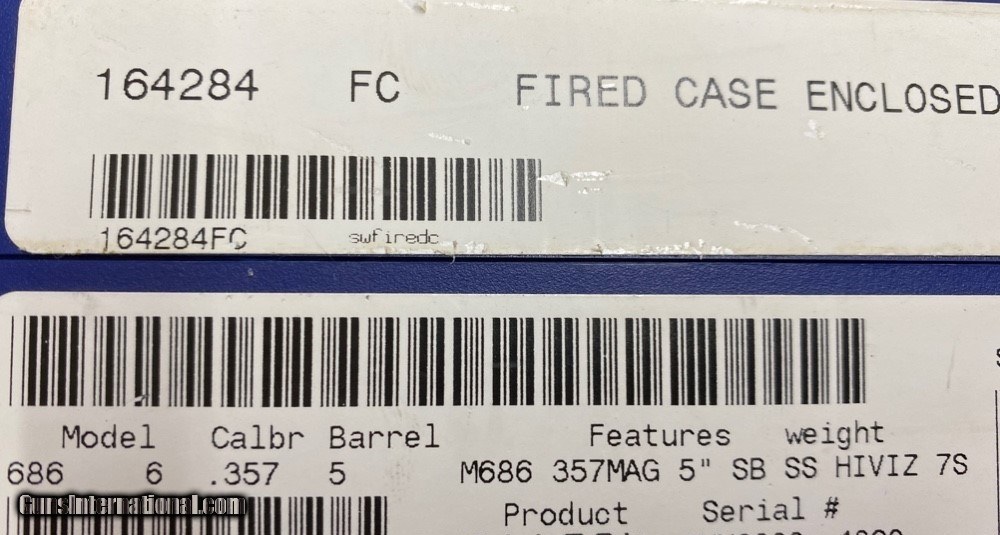 164284 FC FIRED CASE ENCLOSED
164284FC swfiredc
Model Calbr Barrel Features weight
686 6 .357 5 M686 357MAG 5" SB SS HIVIZ 7S
Product Serial #
GunsInternational.com